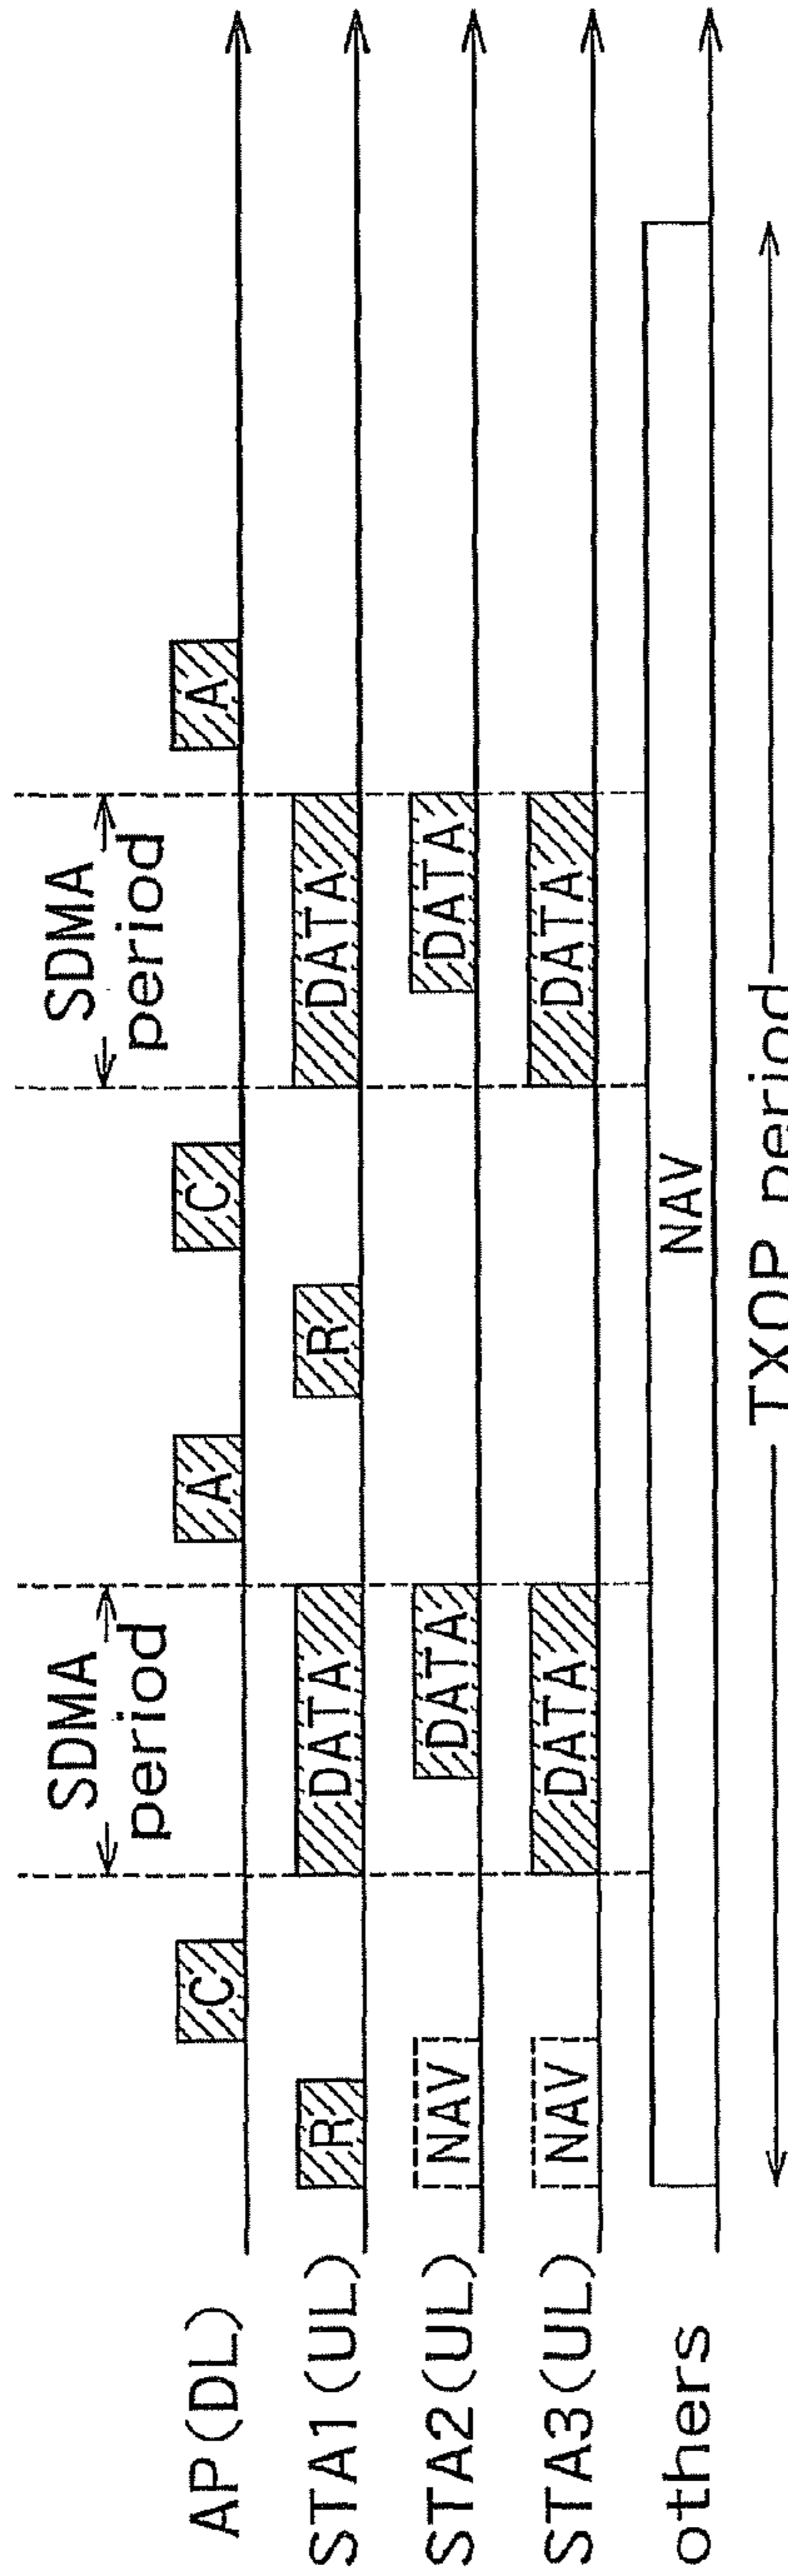 SDMA
period
SDMA
period
AP(DL)
C
A
C
A
STA1(UL)
R
DATA
R
DATA
STA2(UL)
NAV
DATA
DATA
STA3(UL)
NAV
DATA
DATA
others
NAV
TXOP period